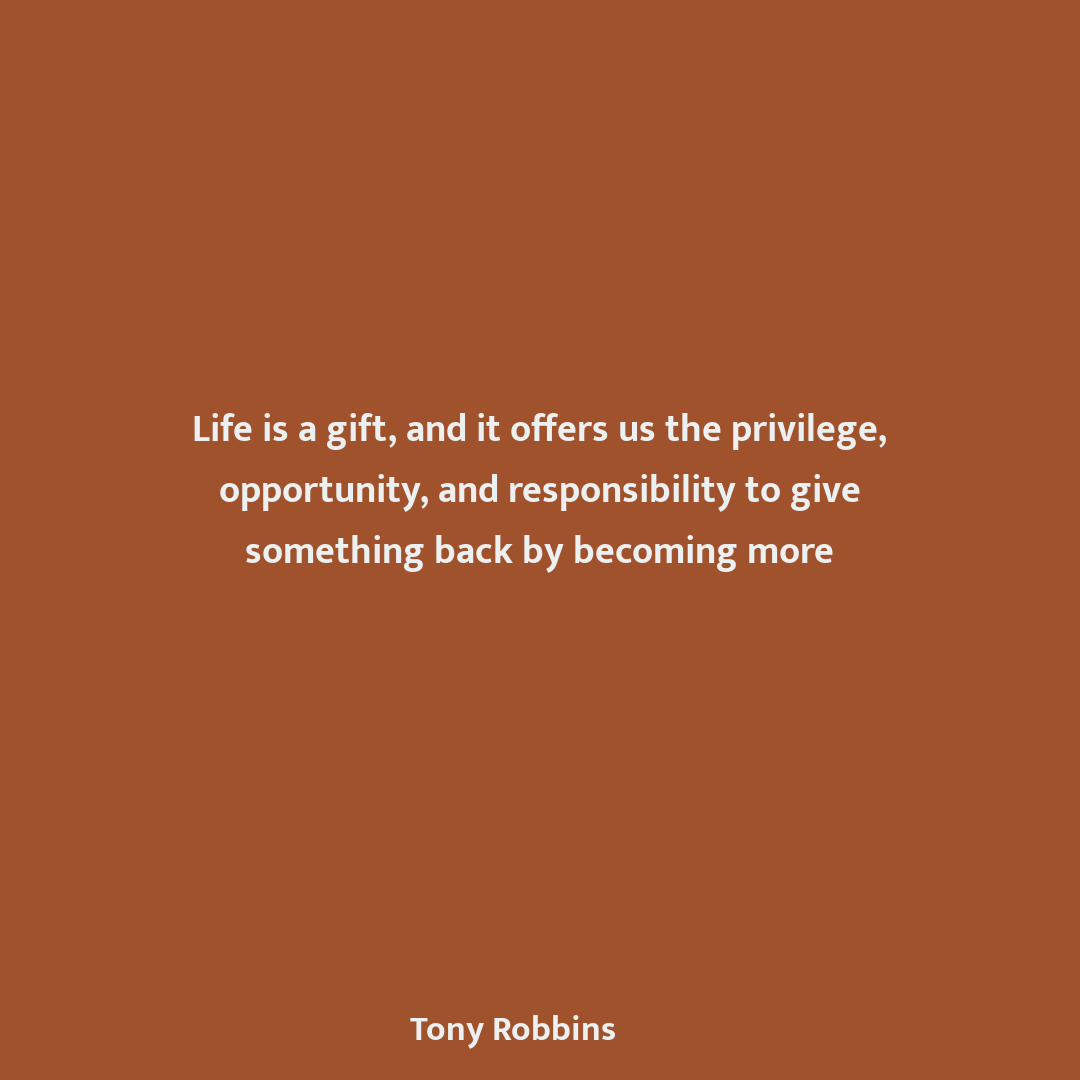 Life is a gift, and it offers us the privilege,
opportunity, and responsibility to give
something back by becoming more
Tony Robbins